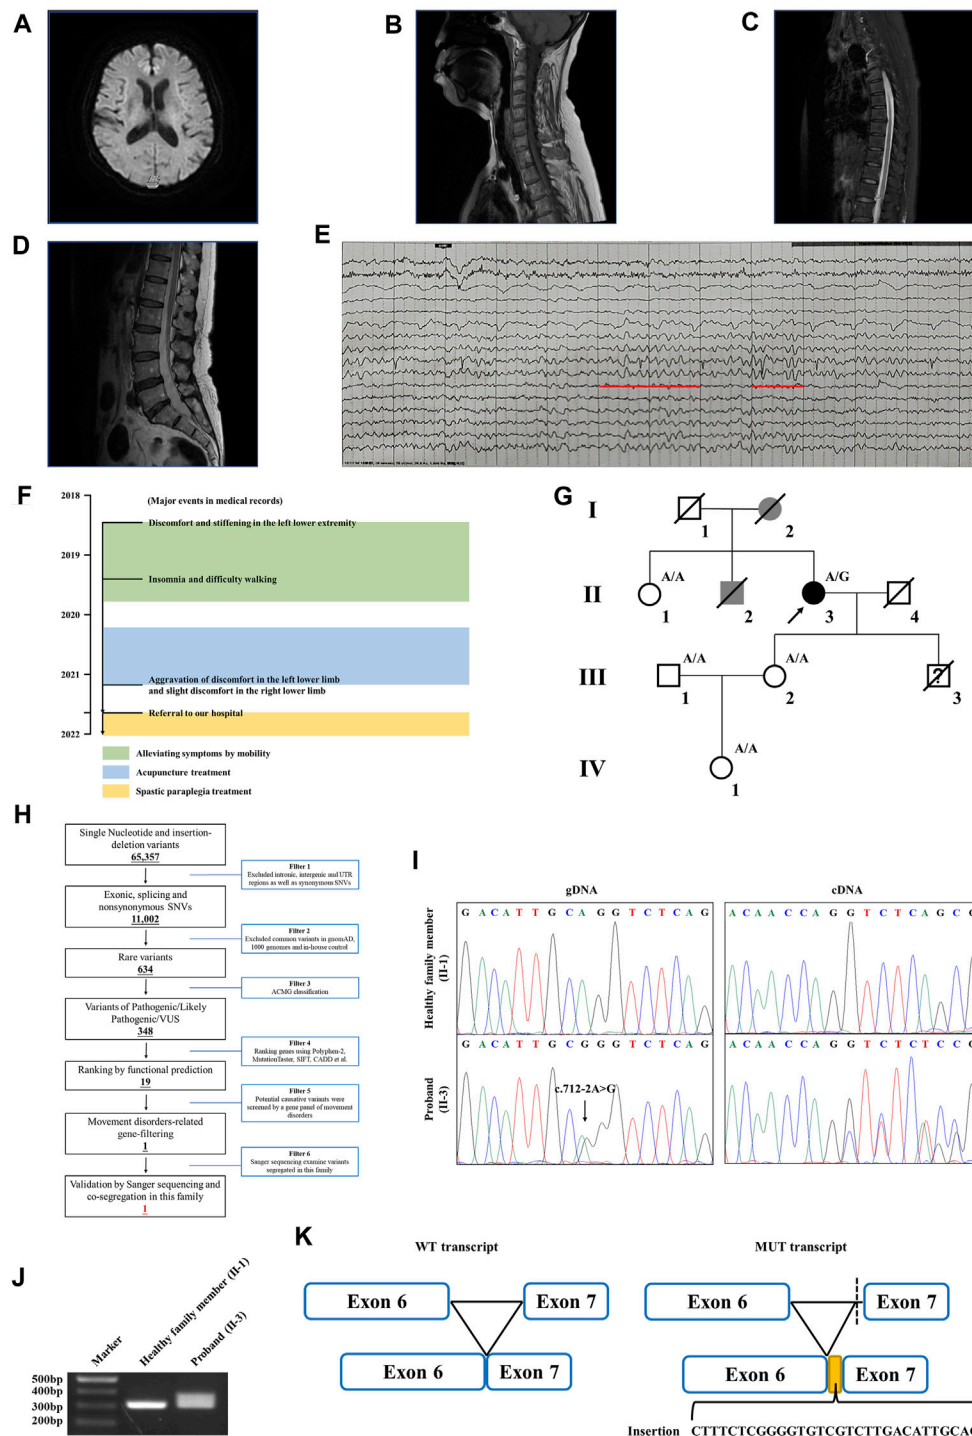 A
B
C
D
E
F
(Major events in medical records)
2018
Discomfort and stiffening in the left lower extremity
2019
Insomnia and difficulty walking
2020
2021
Aggravation of discomfort in the left lower limb
and slight discomfort in the right lower limb
Referral to our hospital
2022
Alleviating symptoms by mobility
Acupuncture treatment
Spastic paraplegia treatment
G
I
1
2
II
A/A
A/G
1
2
3
4
III
A/A
A/A
?
1
2
3
IV
A/A
1
H
Single Nucleotide and insertion-
deletion variants
65,357
Filter 1
Excluded intronic, intergenic and UTR
regions as well as synonymous SNVs
Exonic, splicing and
nonsynonymous SNVs
11,002
Filter 2
Excluded common variants in gnomAD,
1000 genomes and in-house control
Rare variants
634
Filter 3
ACMG classification
Variants of Pathogenic/Likely
Pathogenic/VUS
348
Filter 4
Ranking genes using Polyphen-2,
MutationTaster, SIFT, CADD et al.
Ranking by functional prediction
19
Filter 5
Potential causative variants were
screened by a gene panel of movement
disorders
Movement disorders-related
gene-filtering
1
Filter 6
Sanger sequencing examine variants
segregated in this family
Validation by Sanger sequencing and
co-segregation in this family
1
I
gDNA
cDNA
Healthy family member
(II-1)
G A C A T T G C A G G T C T C A G
A C A A C C A G G T C T C A G C
Proband
(II-3)
G A C A T T G C G G G T C T C A G
A C A A C C A G G T C T C T C C
c.712-2A>G
J
Marker
Healthy family member (II-1)
Proband (II-3)
500bp
400bp
300bp
200bp
K
WT transcript
MUT transcript
Exon 6
Exon 7
Exon 6
Exon 7
Exon 6
Exon 7
Exon 6
Exon 7
Insertion CTTTCTCGGGGTGTCGTCTTGACATTGCA